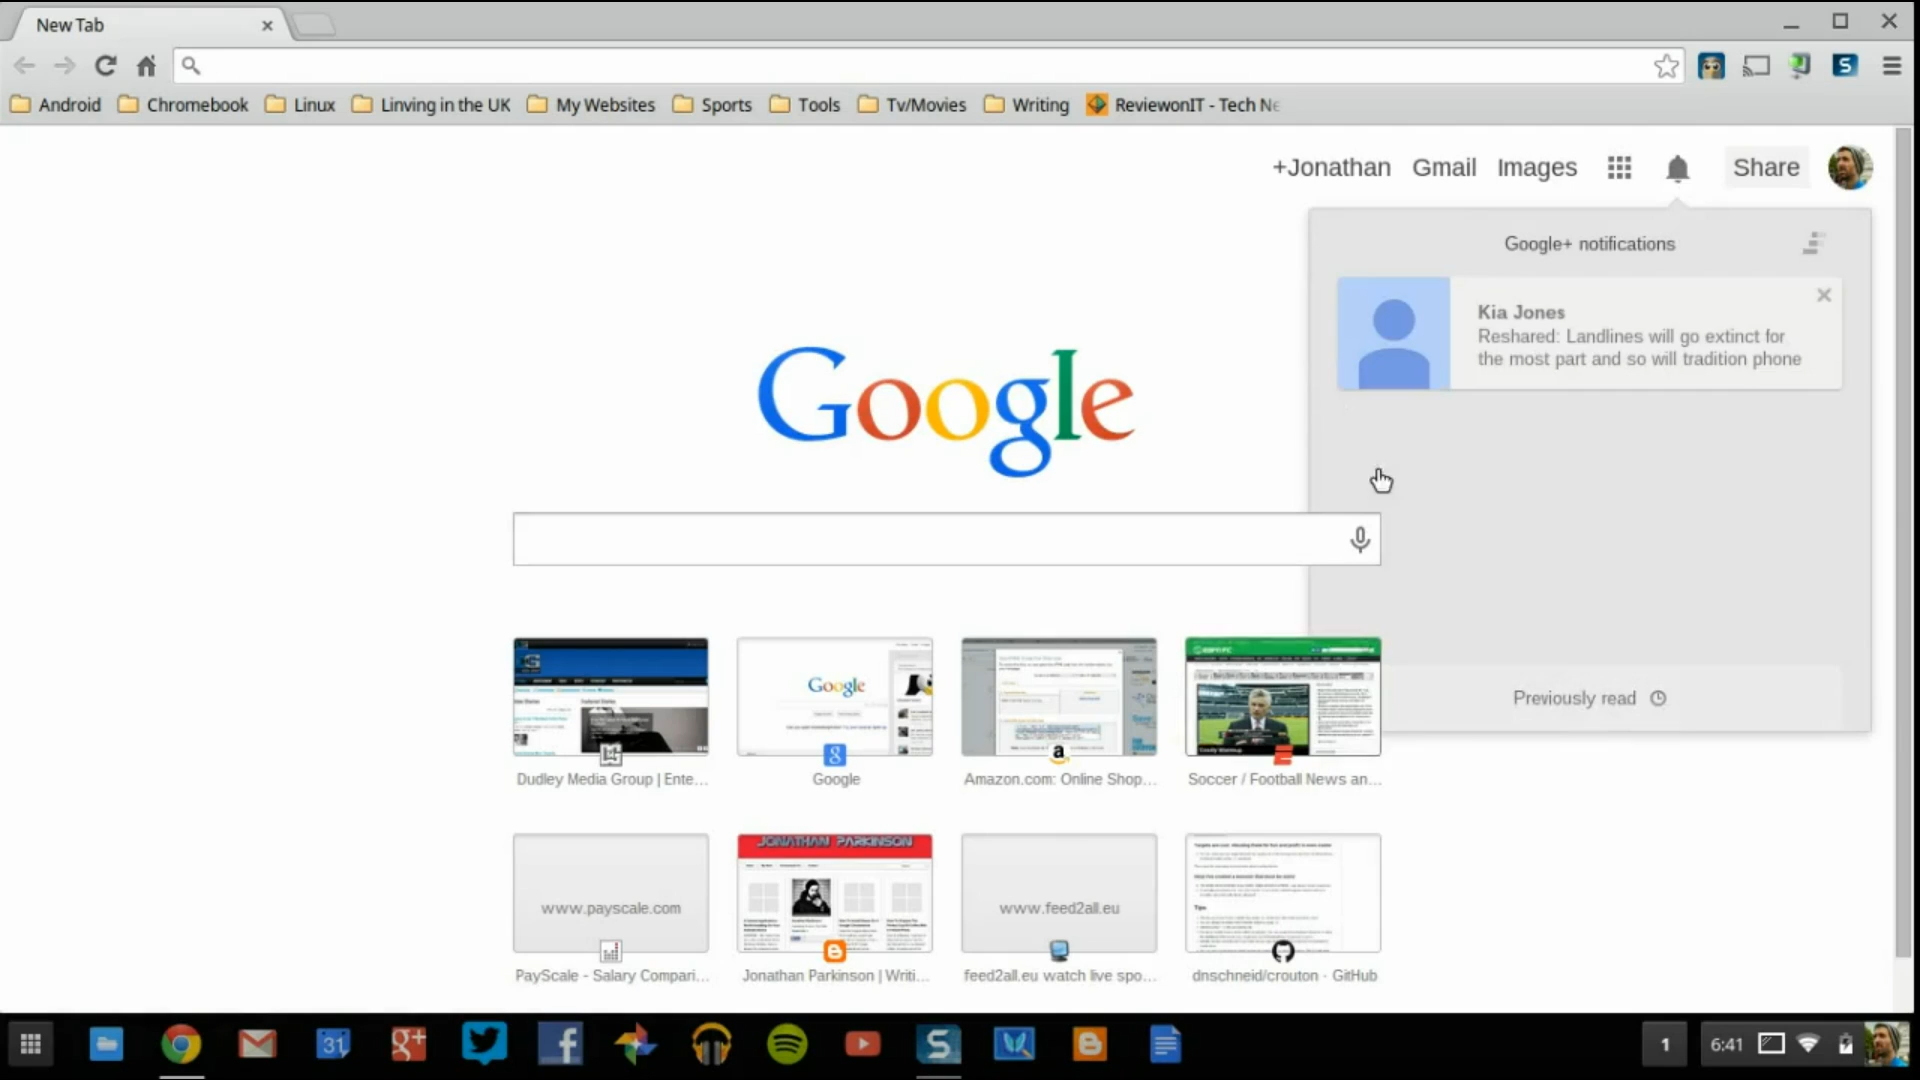 New Tab
Android Chromebook Linux Linving in the UK My Websites Sports Tools Tv/Movies Writing ReviewonIT - Tech Ne
+Jonathan Gmail Images Share
Google+ notifications
Kia Jones
Reshared: Landlines will go extinct for
the most part and so will tradition phone
Google
Previously read
Google
Dudley Media Group | Ente... Google Amazon.com: Online Shop... Soccer / Football News an...
JONATHAN PARKINSON
www.payscale.com www.feed2all.eu
PayScale - Salary Compari... Jonathan Parkinson | Writi... feed2all.eu watch live spo... dnschneid/crouton · GitHub
31 g+ 1 6:41